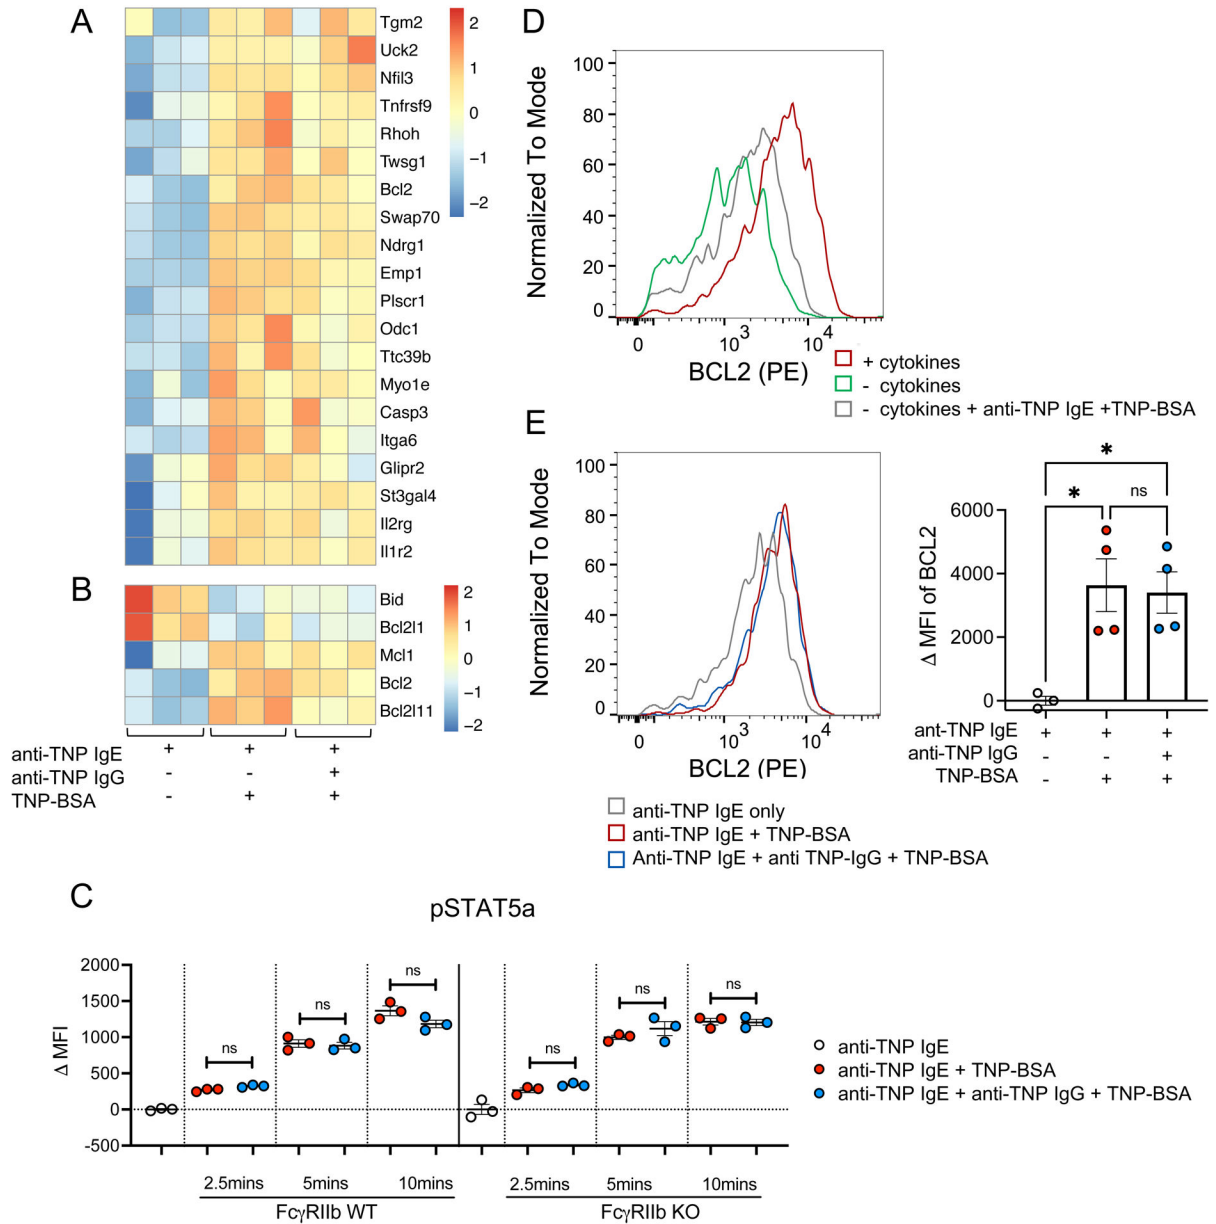 A
Tgm2
Uck2
Nfil3
Tnfrsf9
Rhoh
Twsg1
Bcl2
Swap70
Ndrg1
Emp1
Plscr1
Odc1
Ttc39b
Myo1e
Casp3
Itga6
Glipr2
St3gal4
Il2rg
Il1r2
2
1
0
−1
−2
B
Bid
Bcl2l1
Mcl1
Bcl2
Bcl2l11
2
1
0
−1
−2
anti-TNP IgE + + +
anti-TNP IgG - - +
TNP-BSA - + +
D
Normalized To Mode
100
80
60
40
20
0
0 10³ 10⁴
BCL2 (PE)
+ cytokines
- cytokines
- cytokines + anti-TNP IgE +TNP-BSA
E
Normalized To Mode
100
80
60
40
20
0
0 10³ 10⁴
BCL2 (PE)
anti-TNP IgE only
anti-TNP IgE + TNP-BSA
Anti-TNP IgE + anti TNP-IgG + TNP-BSA
*
* ns
Δ MFI of BCL2
6000
4000
2000
0
ant-TNP IgE + + +
anti-TNP IgG - - +
TNP-BSA - + +
C
pSTAT5a
Δ MFI
2000
1500
1000
500
0
-500
ns ns ns ns ns ns
2.5mins 5mins 10mins 2.5mins 5mins 10mins
FcγRIIb WT FcγRIIb KO
anti-TNP IgE
anti-TNP IgE + TNP-BSA
anti-TNP IgE + anti-TNP IgG + TNP-BSA